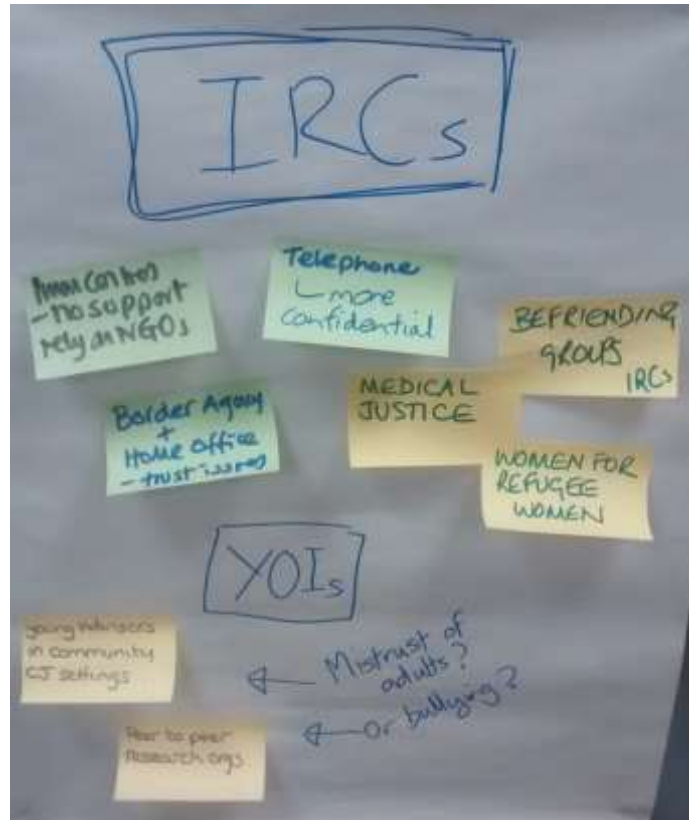 IRCs
– no support
rely on NGOs
Telephone
more
confidential
BEFRIENDING
GROUPS
IRCs
Border Agency
+
Home Office
– trust issues
MEDICAL
JUSTICE
WOMEN FOR
REFUGEE
WOMEN
YOIs
young
in community
CJ settings
Mistrust of
adults?
Or bullying?
Peer to peer
research orgs